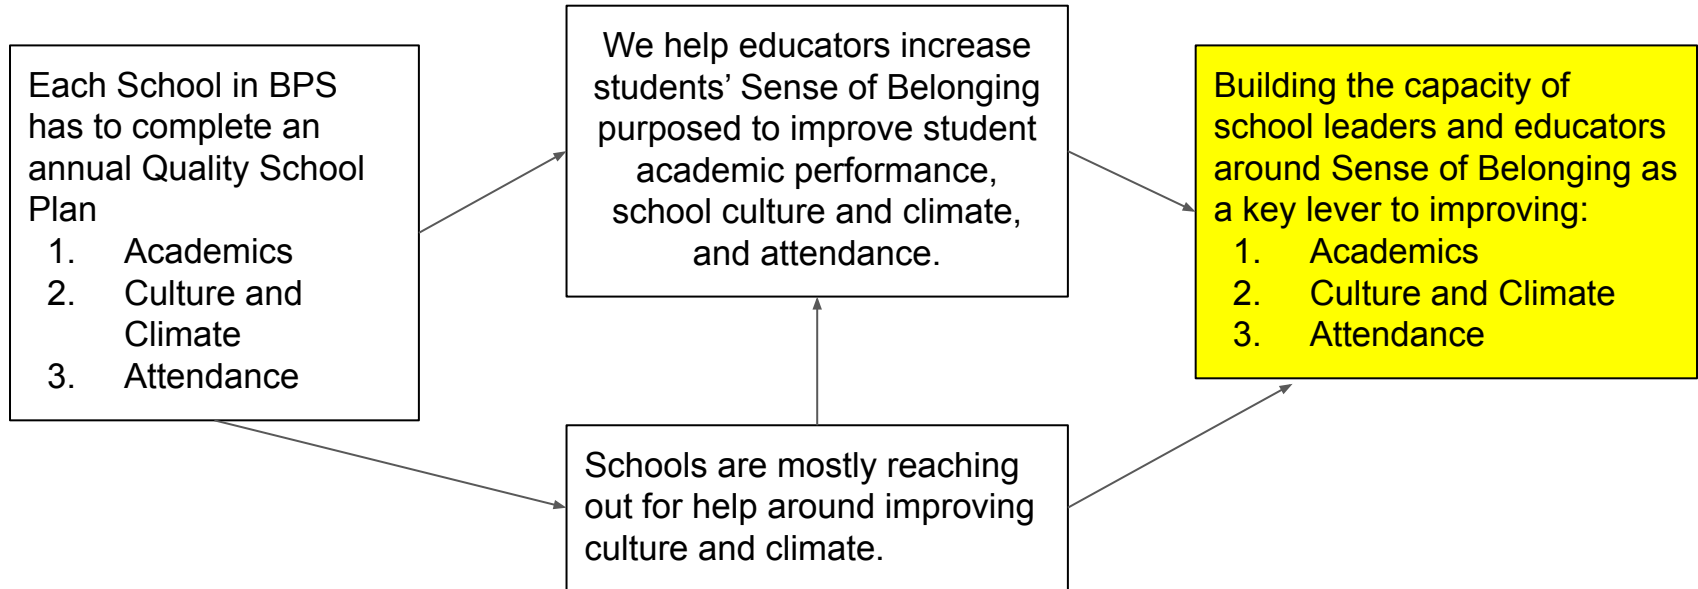 Each School in BPS
has to complete an
annual Quality School
Plan
1. Academics
2. Culture and
Climate
3. Attendance
We help educators increase
students’ Sense of Belonging
purposed to improve student
academic performance,
school culture and climate,
and attendance.
Schools are mostly reaching
out for help around improving
culture and climate.
Building the capacity of
school leaders and educators
around Sense of Belonging as
a key lever to improving:
1. Academics
2. Culture and Climate
3. Attendance